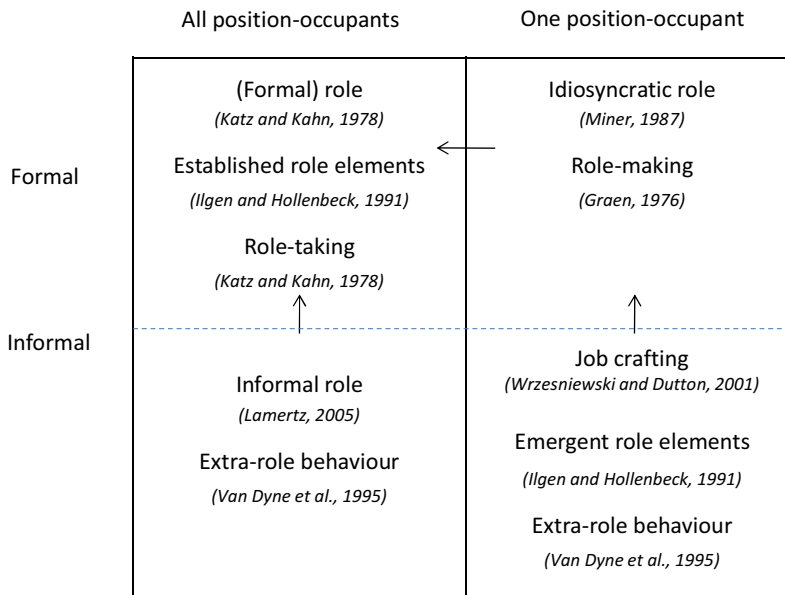 All position-occupants
One position-occupant
Formal
(Formal) role
(Katz and Kahn, 1978)
Established role elements
(Ilgen and Hollenbeck, 1991)
Role-taking
(Katz and Kahn, 1978)
Idiosyncratic role
(Miner, 1987)
Role-making
(Graen, 1976)
Informal
Informal role
(Lamertz, 2005)
Extra-role behaviour
(Van Dyne et al., 1995)
Job crafting
(Wrzesniewski and Dutton, 2001)
Emergent role elements
(Ilgen and Hollenbeck, 1991)
Extra-role behaviour
(Van Dyne et al., 1995)